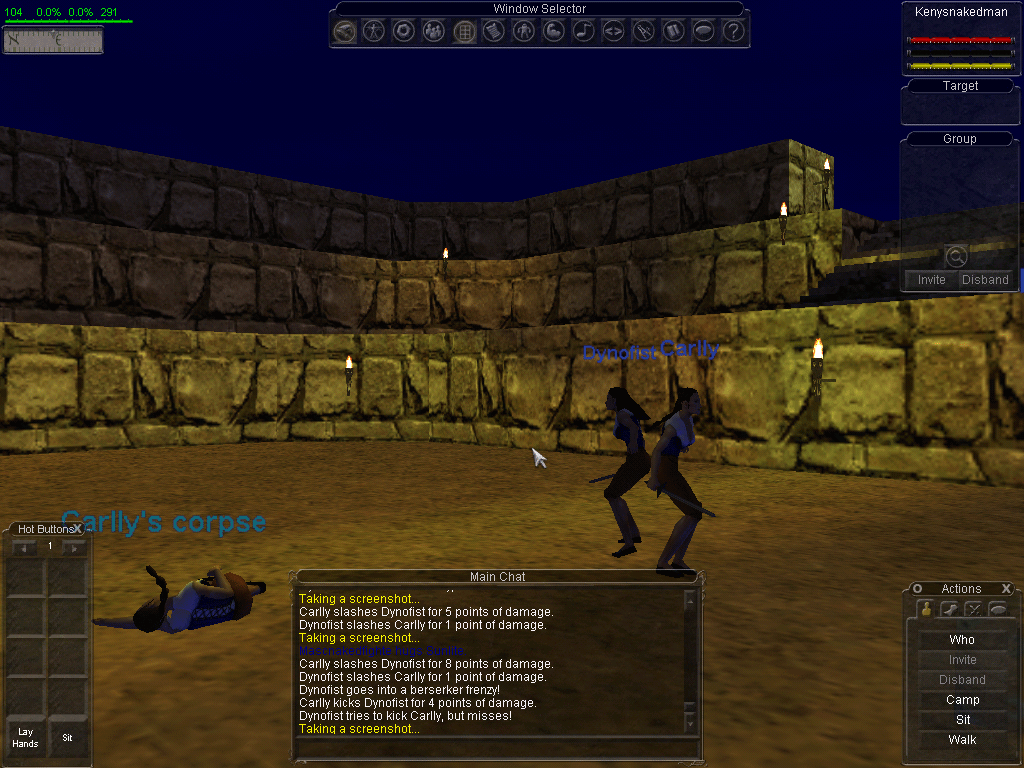 104 0.0% 0.0% 291
N E
Window Selector
Kenysnakedman
Target
Group
Invite Disband
Dynofist Carlly
Carlly's corpse
Hot Buttons X
1
Lay
Hands
Sit
Main Chat
Taking a screenshot...
Carlly slashes Dynofist for 5 points of damage.
Dynofist slashes Carlly for 1 point of damage.
Taking a screenshot...
Mascnakedfights hugs Sunlite
Carlly slashes Dynofist for 8 points of damage.
Dynofist slashes Carlly for 1 point of damage.
Dynofist goes into a berserker frenzy!
Carlly kicks Dynofist for 4 points of damage.
Dynofist tries to kick Carlly, but misses!
Taking a screenshot...
Actions X
Who
Invite
Disband
Camp
Sit
Walk